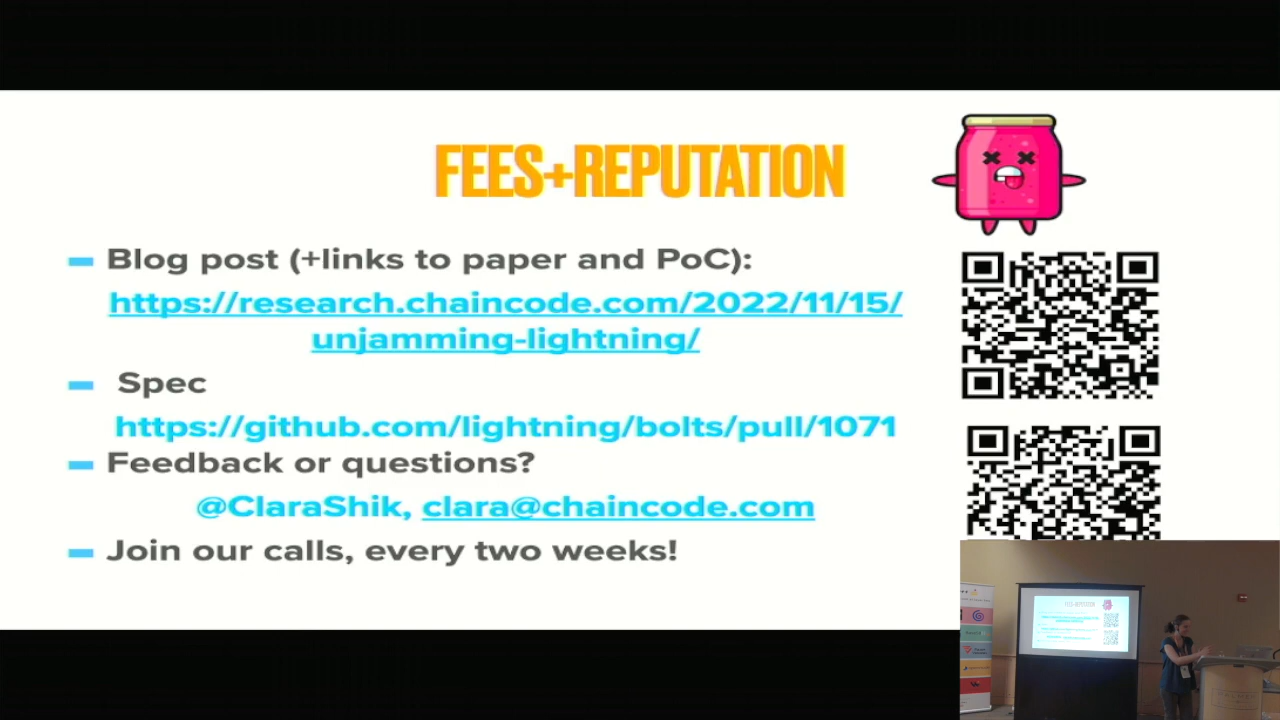 FEES+REPUTATION
Blog post (+links to paper and PoC):
https://research.chaincode.com/2022/11/15/
unjamming-lightning/
Spec
https://github.com/lightning/bolts/pull/1071
Feedback or questions?
@ClaraShik, clara@chaincode.com
Join our calls, every two weeks!